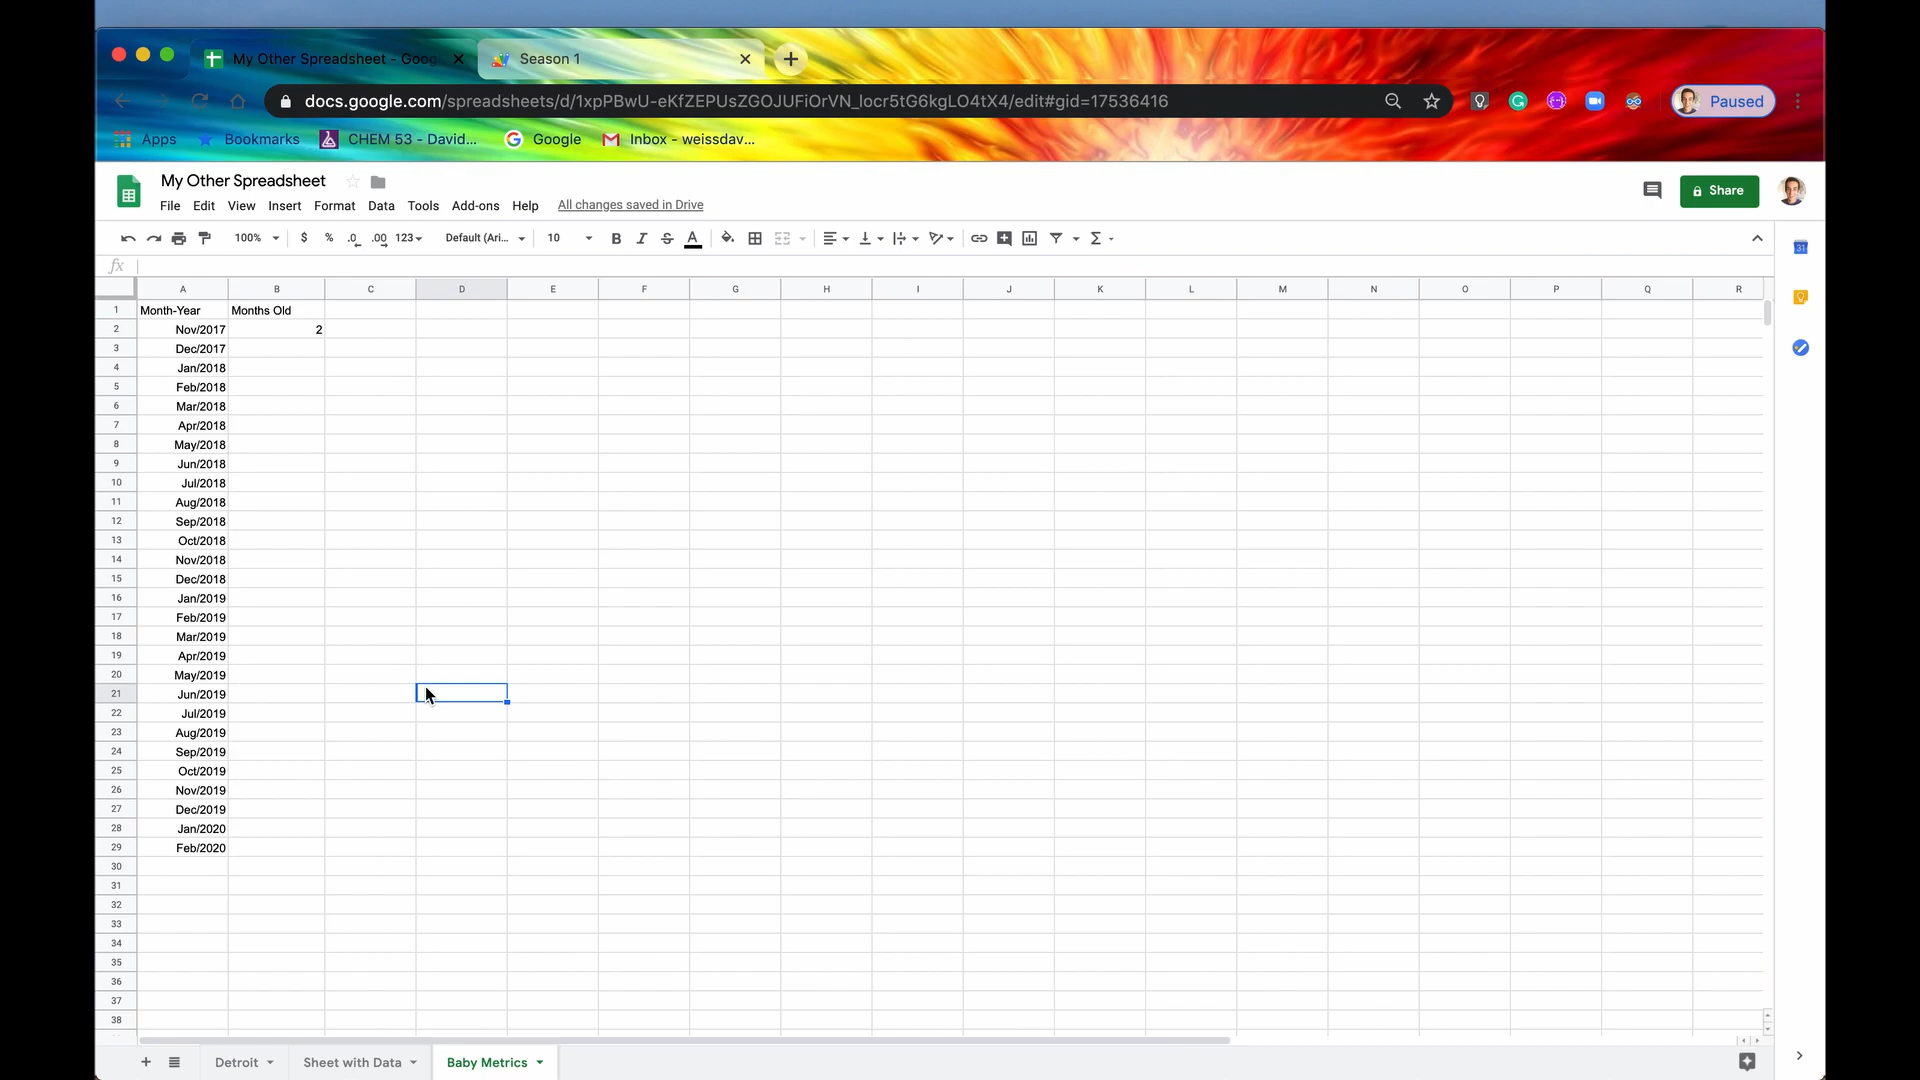 My Other Spreadsheet - Goog
Season 1
docs.google.com/spreadsheets/d/1xpPBwU-eKfZEPUsZGOJUFiOrVN_locr5tG6kgLO4tX4/edit#gid=17536416
Paused
Apps
Bookmarks
CHEM 53 - David...
Google
Inbox - weissdav...
My Other Spreadsheet
Share
File Edit View Insert Format Data Tools Add-ons Help All changes saved in Drive
100% $ % .0 .00 123 Default (Ari... 10 B I S A Σ
31
fx
A B C D E F G H I J K L M N O P Q R
1 Month-Year Months Old
2 Nov/2017 2
3 Dec/2017
4 Jan/2018
5 Feb/2018
6 Mar/2018
7 Apr/2018
8 May/2018
9 Jun/2018
10 Jul/2018
11 Aug/2018
12 Sep/2018
13 Oct/2018
14 Nov/2018
15 Dec/2018
16 Jan/2019
17 Feb/2019
18 Mar/2019
19 Apr/2019
20 May/2019
21 Jun/2019
22 Jul/2019
23 Aug/2019
24 Sep/2019
25 Oct/2019
26 Nov/2019
27 Dec/2019
28 Jan/2020
29 Feb/2020
30
31
32
33
34
35
36
37
38
Detroit Sheet with Data Baby Metrics